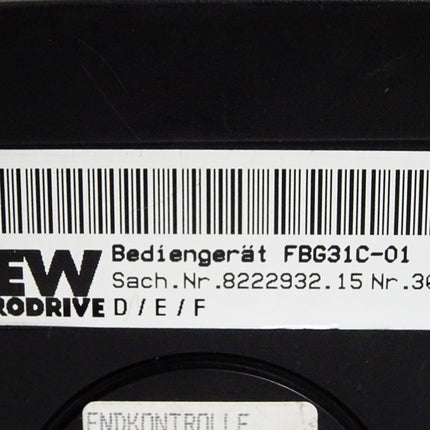 EW Bediengerät FBG31C-01
Sach.Nr.8222932.15 Nr.30
RODRIVE D/E/F
ENDKONTROLLE